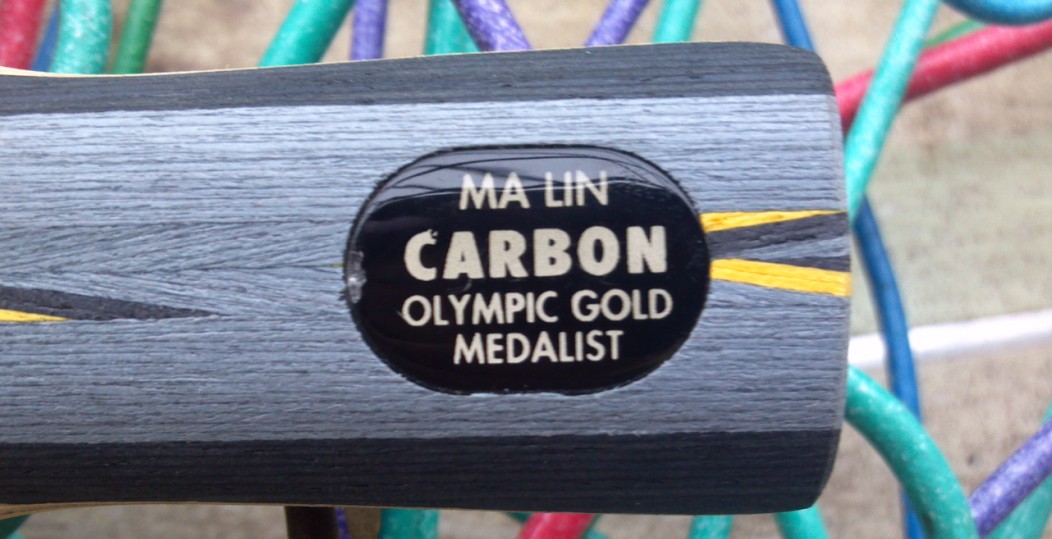 MA LIN
CARBON
OLYMPIC GOLD
MEDALIST